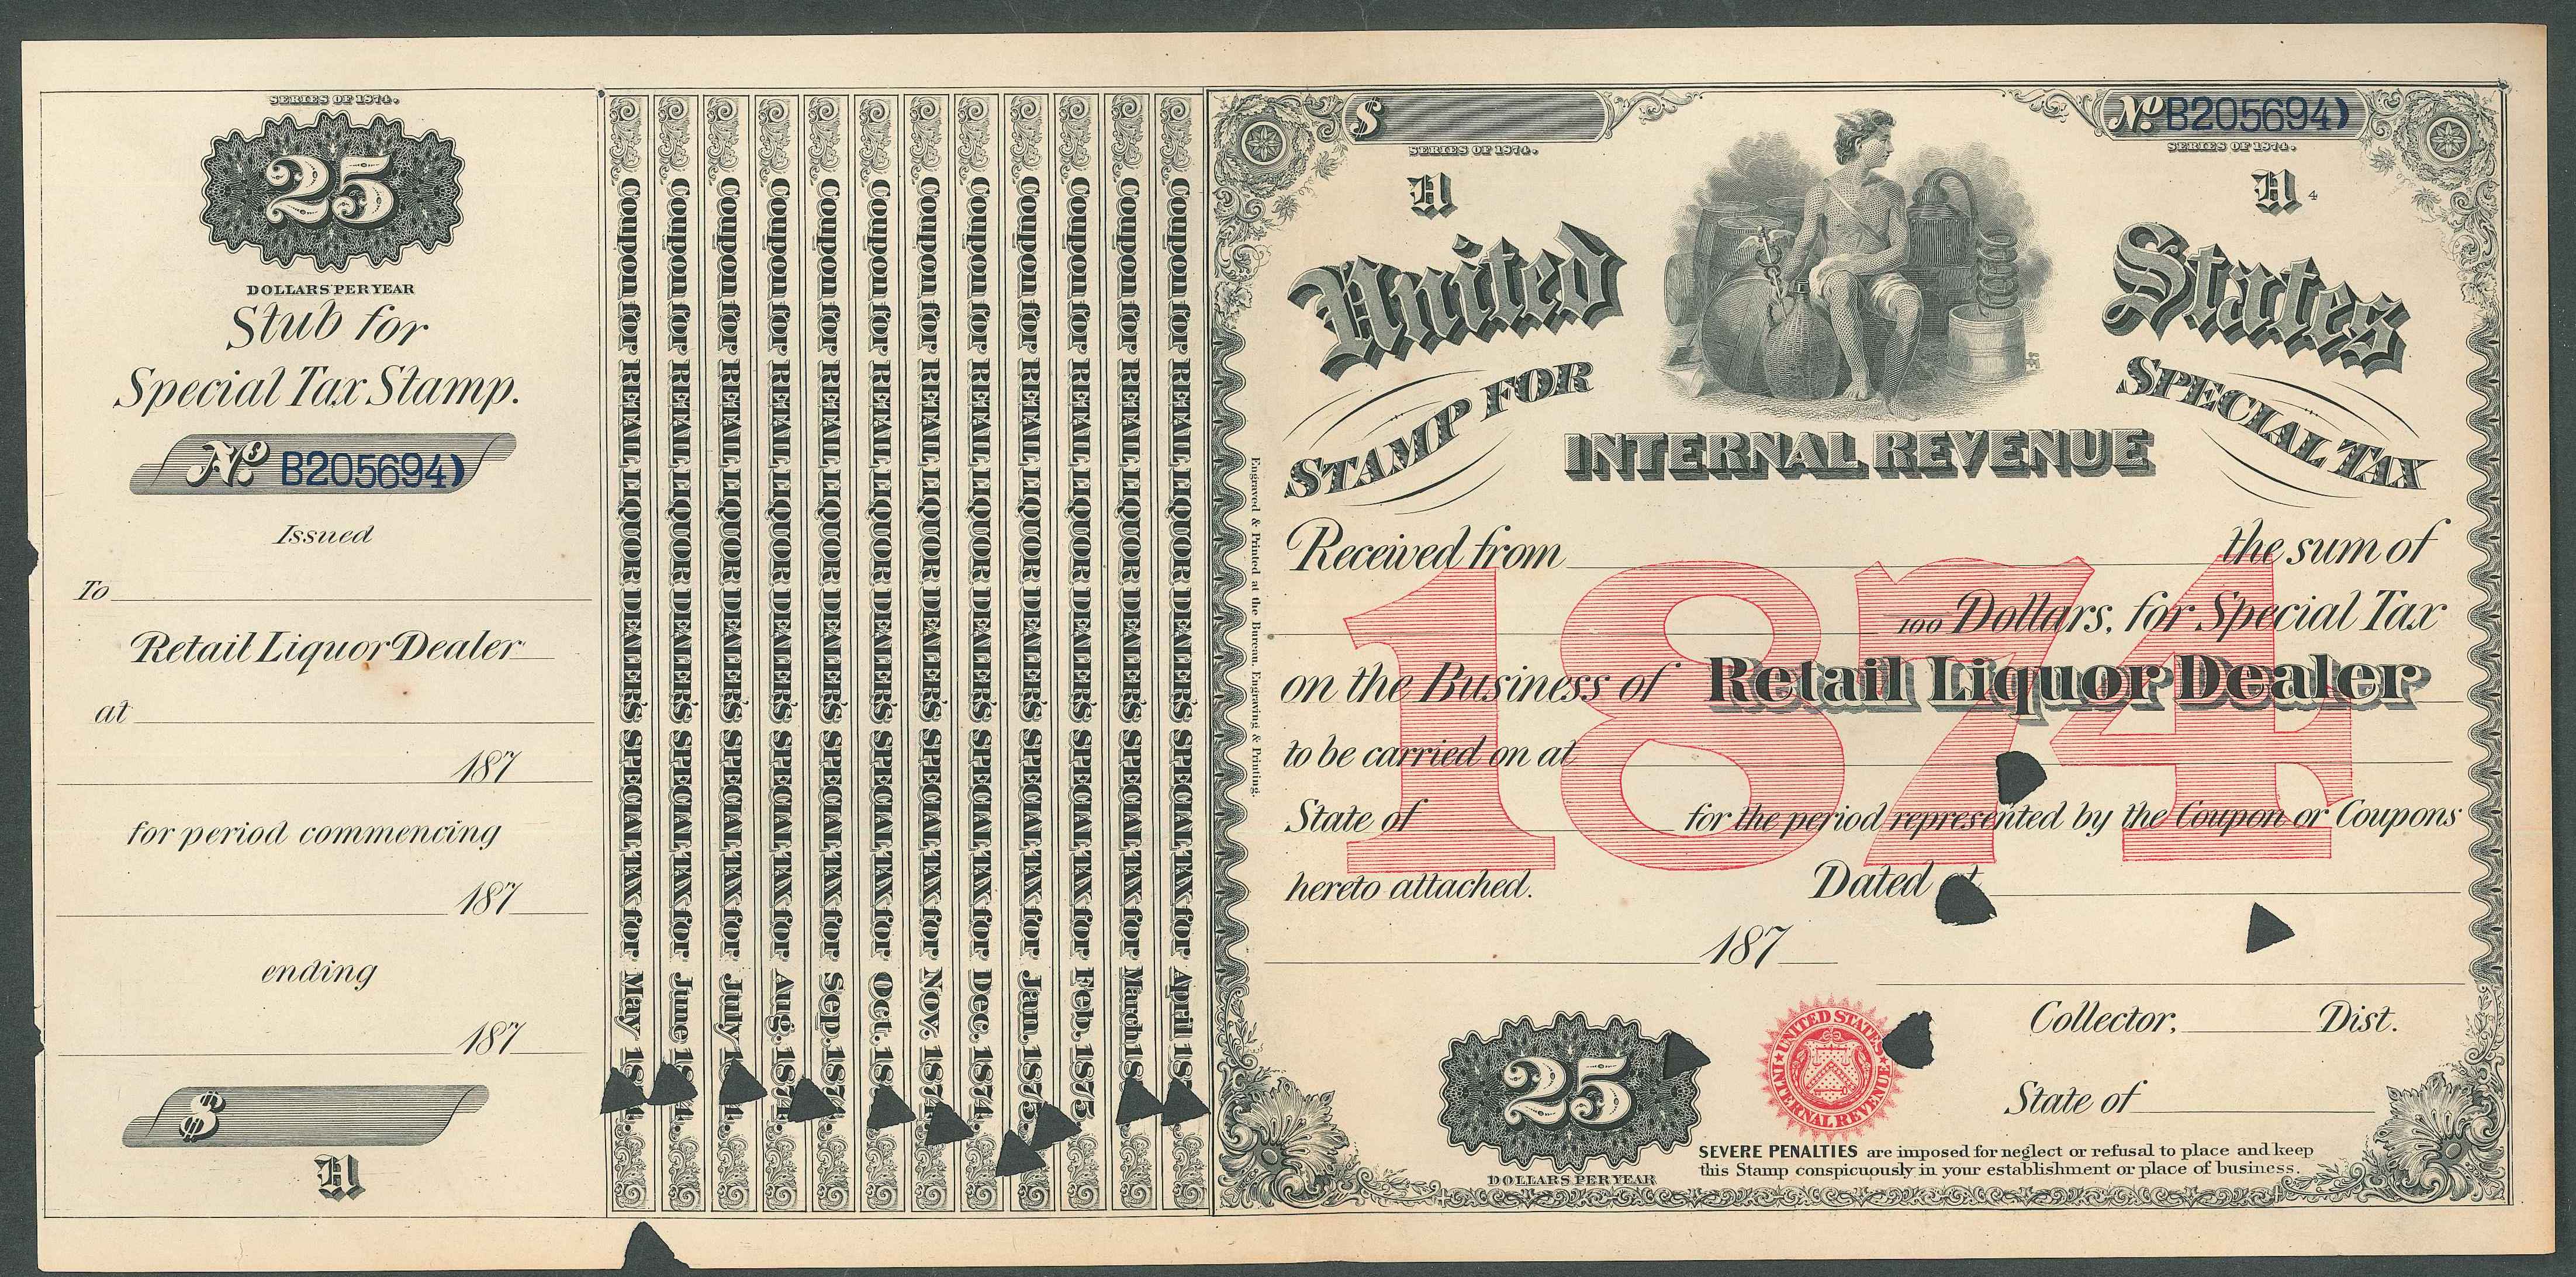 SERIES OF 1874.
25
DOLLARS PER YEAR
Stub for
Special Tax Stamp.
No. B205694)
Issued
To
Retail Liquor Dealer
at
187
for period commencing
187
ending
187
$
H
Coupon for RETAIL LIQUOR DEALER'S SPECIAL TAX for May 1874.
Coupon for RETAIL LIQUOR DEALER'S SPECIAL TAX for June 1874.
Coupon for RETAIL LIQUOR DEALER'S SPECIAL TAX for July
Coupon for RETAIL LIQUOR DEALER'S SPECIAL TAX for Aug. 1874.
Coupon for RETAIL LIQUOR DEALER'S SPECIAL TAX for Sep. 1874.
Coupon for RETAIL LIQUOR DEALER'S SPECIAL TAX for Oct. 18
Coupon for RETAIL LIQUOR DEALER'S SPECIAL TAX for Nov. 1874.
Coupon for RETAIL LIQUOR DEALER'S SPECIAL TAX for Dec. 1874.
Coupon for RETAIL LIQUOR DEALER'S SPECIAL TAX for Jan. 1875.
Coupon for RETAIL LIQUOR DEALER'S SPECIAL TAX for Feb. 1875
Coupon for RETAIL LIQUOR DEALER'S SPECIAL TAX for March 18
Coupon for RETAIL LIQUOR DEALER'S SPECIAL TAX for April 18
Engraved & Printed at the Bureau, Engraving & Printing.
$
No. B205694)
SERIES OF 1874.
SERIES OF 1874.
H
H 4
United States
STAMP FOR SPECIAL TAX
INTERNAL REVENUE
Received from the sum of
100 Dollars, for Special Tax
on the Business of Retail Liquor Dealer
1874
to be carried on at
State of for the period represented by the Coupon or Coupons
hereto attached. Dated at
187
Collector, Dist.
State of
25
DOLLARS PER YEAR
UNITED STATES INTERNAL REVENUE
SEVERE PENALTIES are imposed for neglect or refusal to place and keep
this Stamp conspicuously in your establishment or place of business.